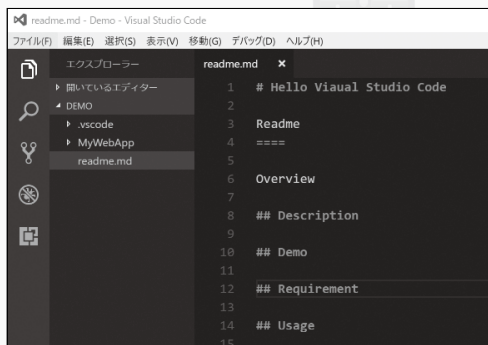 readme.md - Demo - Visual Studio Code
ファイル(F) 編集(E) 選択(S) 表示(V) 移動(G) デバッグ(D) ヘルプ(H)
エクスプローラー
開いているエディター
DEMO
.vscode
MyWebApp
readme.md
readme.md ×
1 # Hello Viaual Studio Code
2
3 Readme
4 ====
5
6 Overview
7
8 ## Description
9
10 ## Demo
11
12 ## Requirement
13
14 ## Usage
15